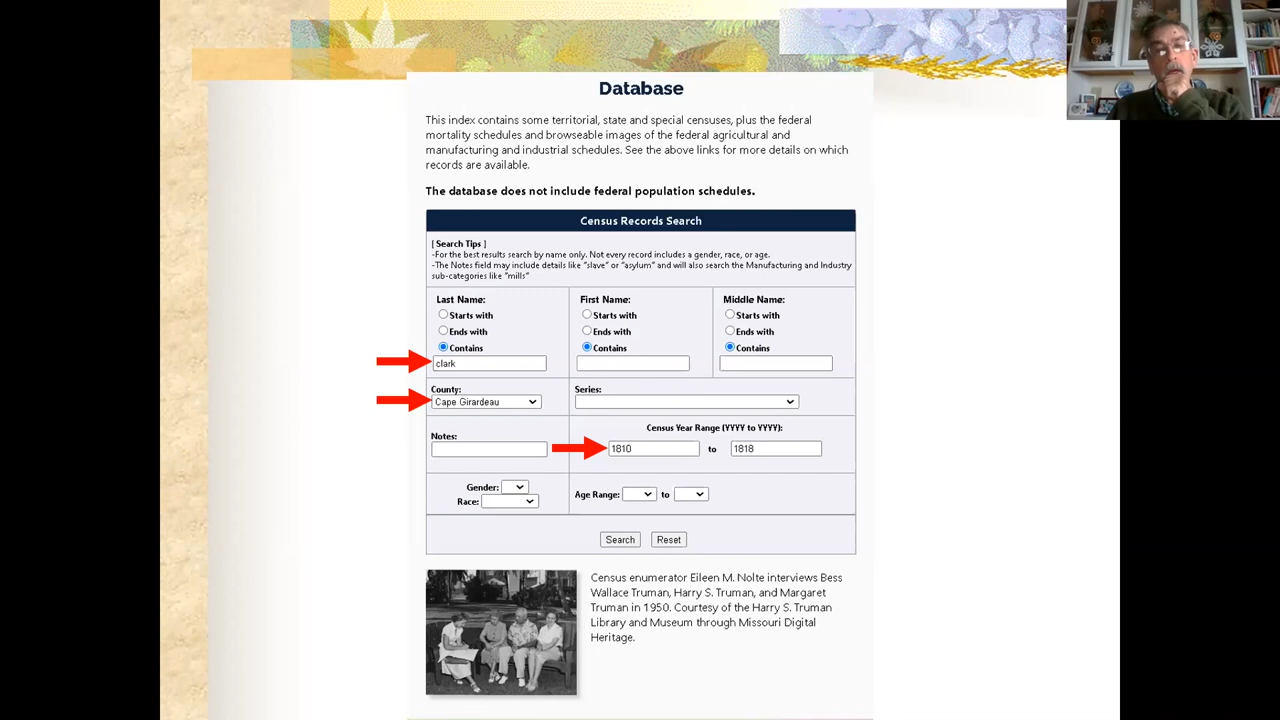 Database
This index contains some territorial, state and special censuses, plus the federal
mortality schedules and browseable images of the federal agricultural and
manufacturing and industrial schedules. See the above links for more details on which
records are available.
The database does not include federal population schedules.
Census Records Search
[ Search Tips ]
-For the best results search by name only. Not every record includes a gender, race, or age.
-The Notes field may include details like "slave" or "asylum" and will also search the Manufacturing and Industry
sub-categories like "mills"
Last Name: First Name: Middle Name:
Starts with Starts with Starts with
Ends with Ends with Ends with
Contains Contains Contains
clark
County: Series:
Cape Girardeau
Census Year Range (YYYY to YYYY):
Notes:
1810 to 1818
Gender:
Race:
Age Range: to
Search Reset
Census enumerator Eileen M. Nolte interviews Bess
Wallace Truman, Harry S. Truman, and Margaret
Truman in 1950. Courtesy of the Harry S. Truman
Library and Museum through Missouri Digital
Heritage.